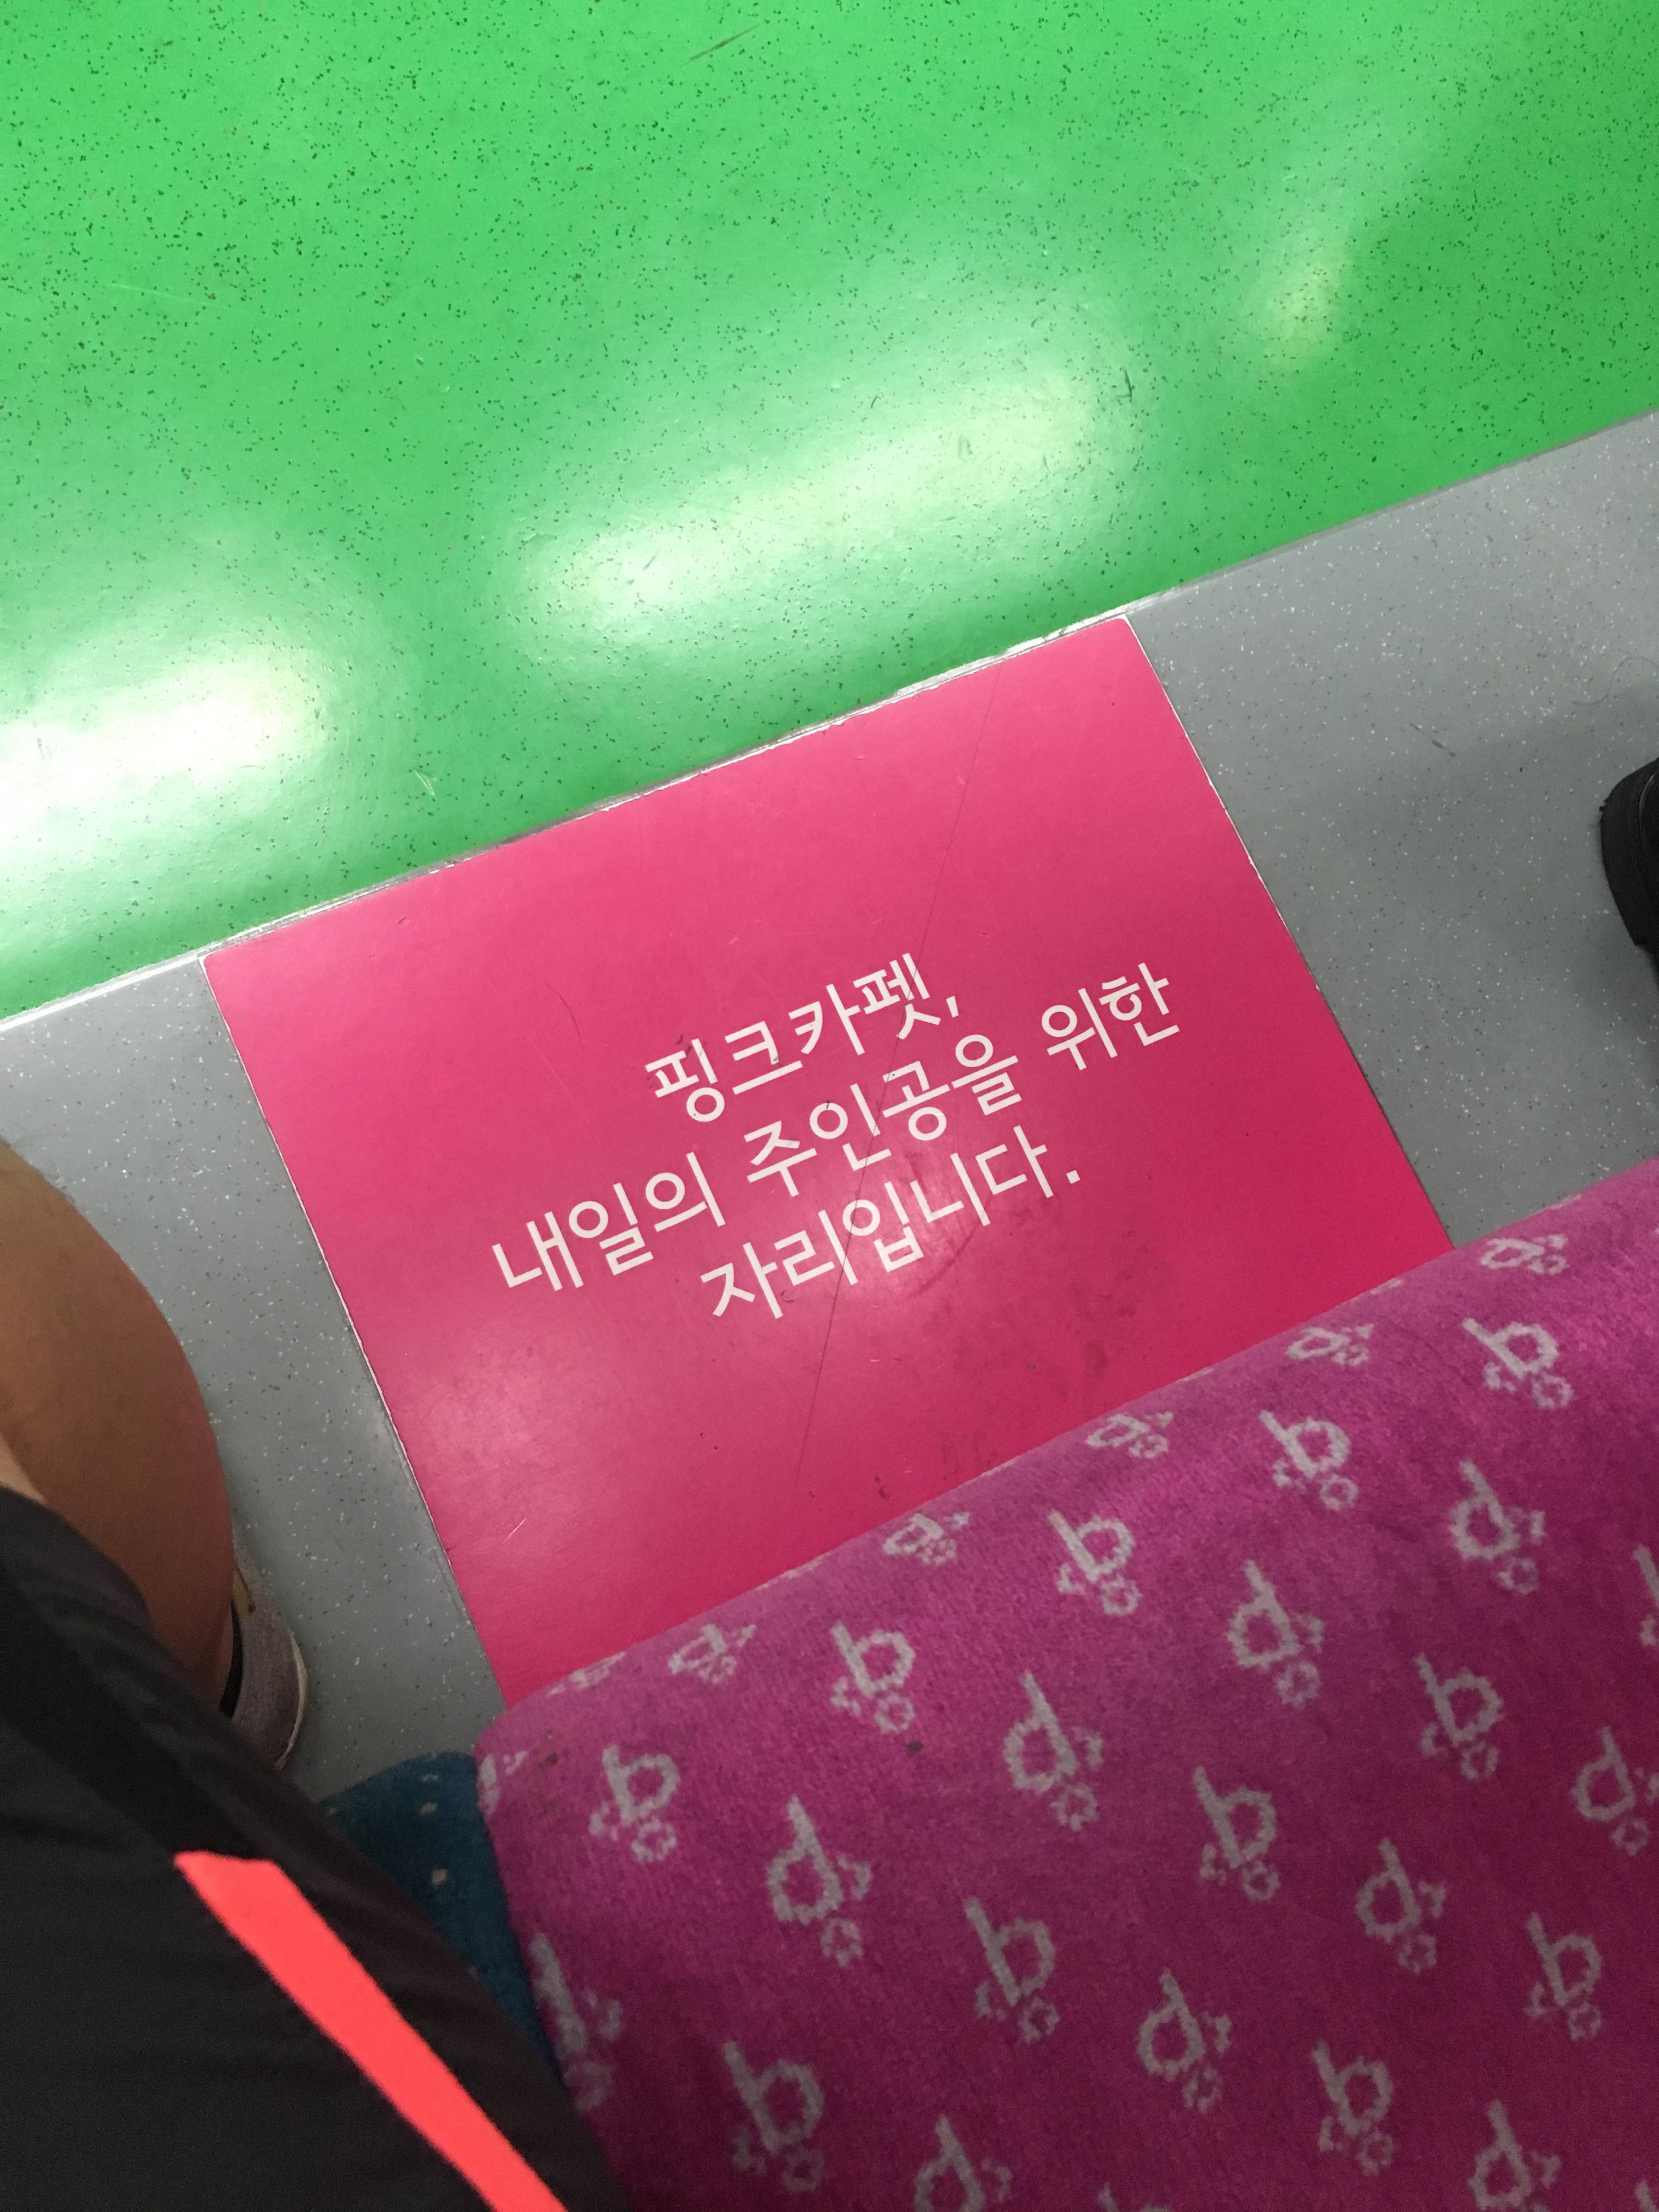 핑크카펫,
내일의 주인공을 위한
자리입니다.